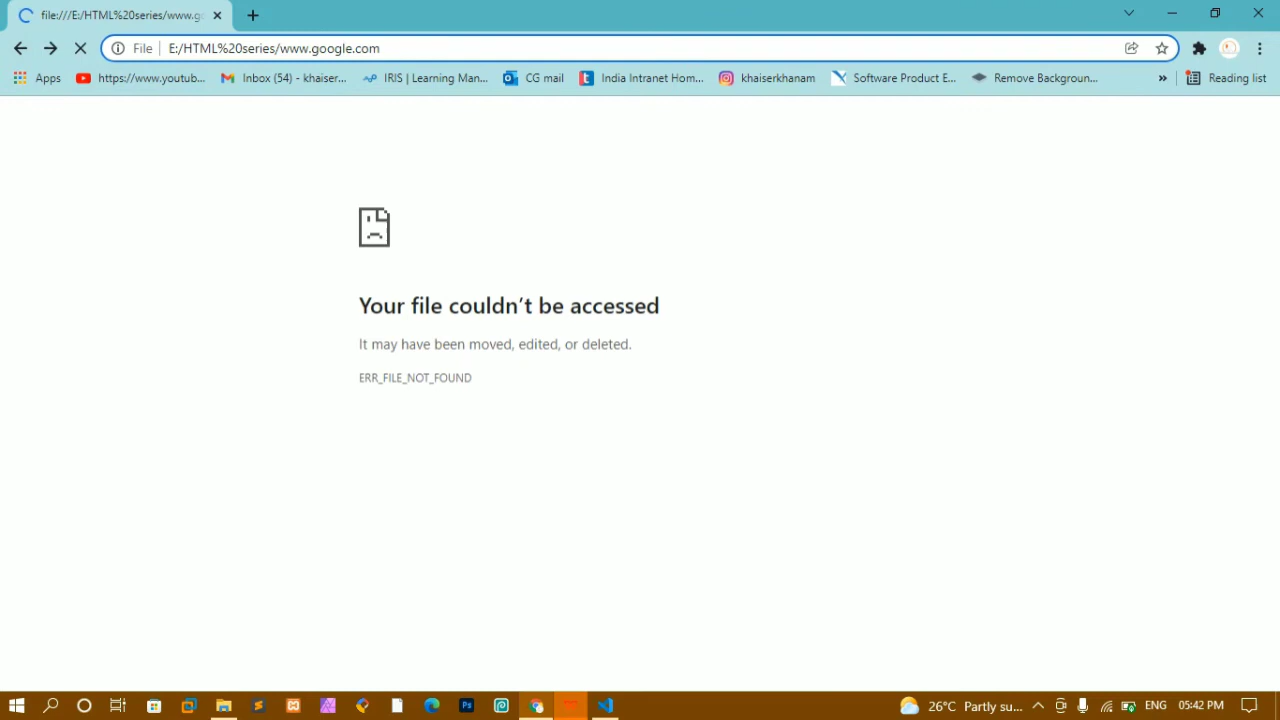 file:///E:/HTML%20series/www.go
File
E:/HTML%20series/www.google.com
Apps
https://www.youtub...
Inbox (54) - khaiser...
IRIS | Learning Man...
CG mail
India Intranet Hom...
khaiserkhanam
Software Product E...
Remove Backgroun...
»
Reading list
Your file couldn't be accessed
It may have been moved, edited, or deleted.
ERR_FILE_NOT_FOUND
26°C Partly su...
ENG
05:42 PM